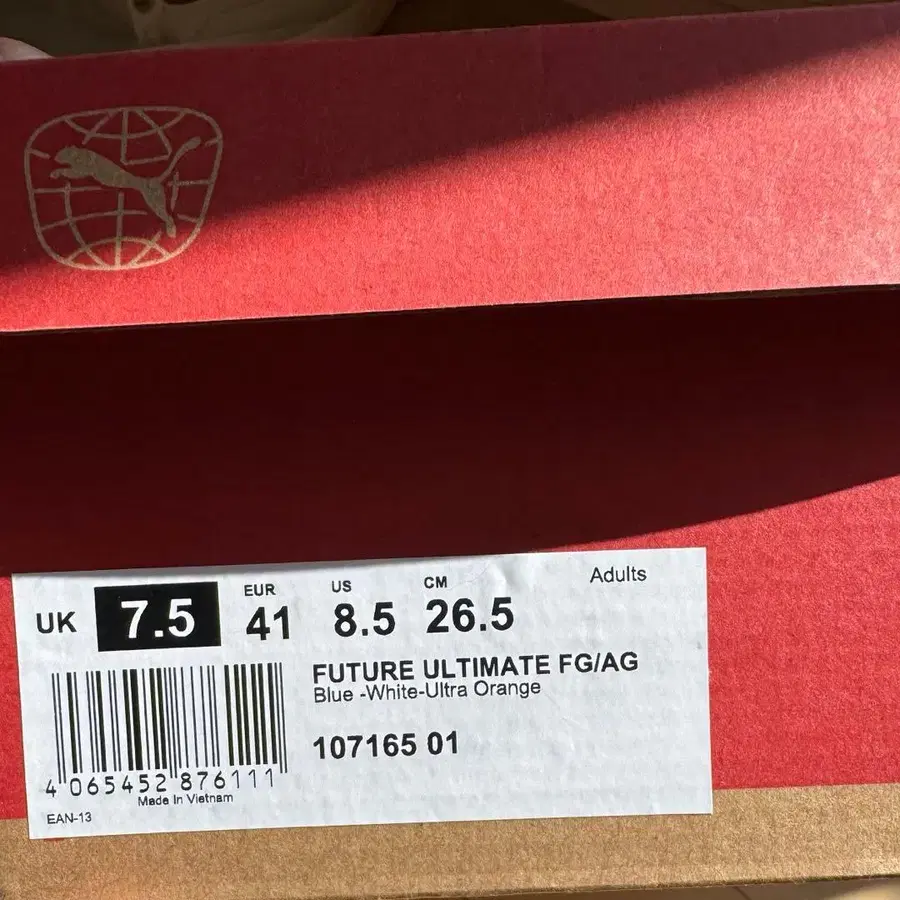 Adults
UK 7.5 EUR 41 US 8.5 CM 26.5
FUTURE ULTIMATE FG/AG
Blue -White-Ultra Orange
107165 01
4 065452 876111
Made In Vietnam
EAN-13